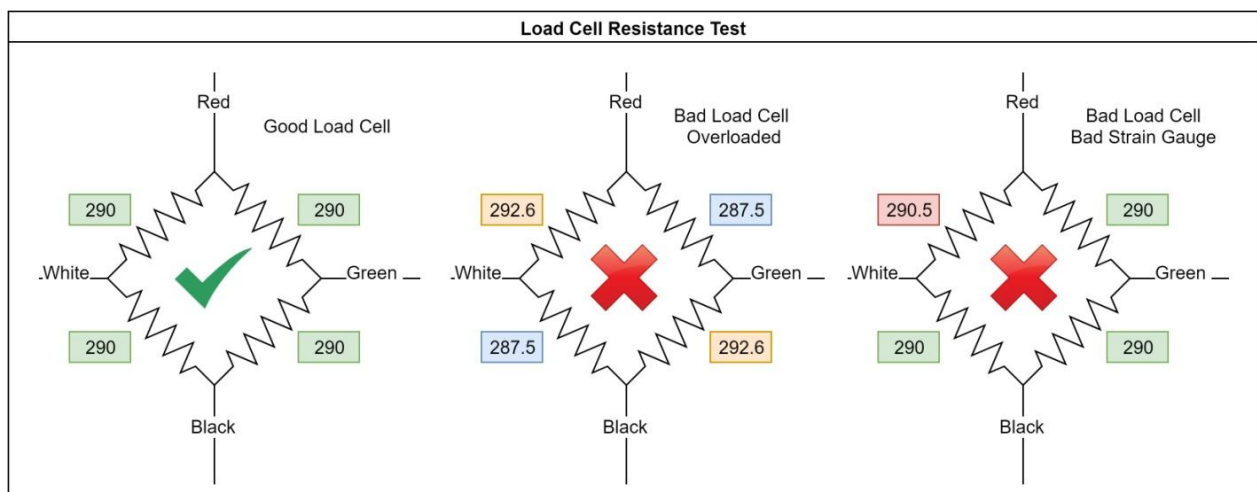 Load Cell Resistance Test
Red
Good Load Cell
290
290
White
Green
290
290
Black
Red
Bad Load Cell
Overloaded
292.6
287.5
White
Green
287.5
292.6
Black
Red
Bad Load Cell
Bad Strain Gauge
290.5
290
White
Green
290
290
Black